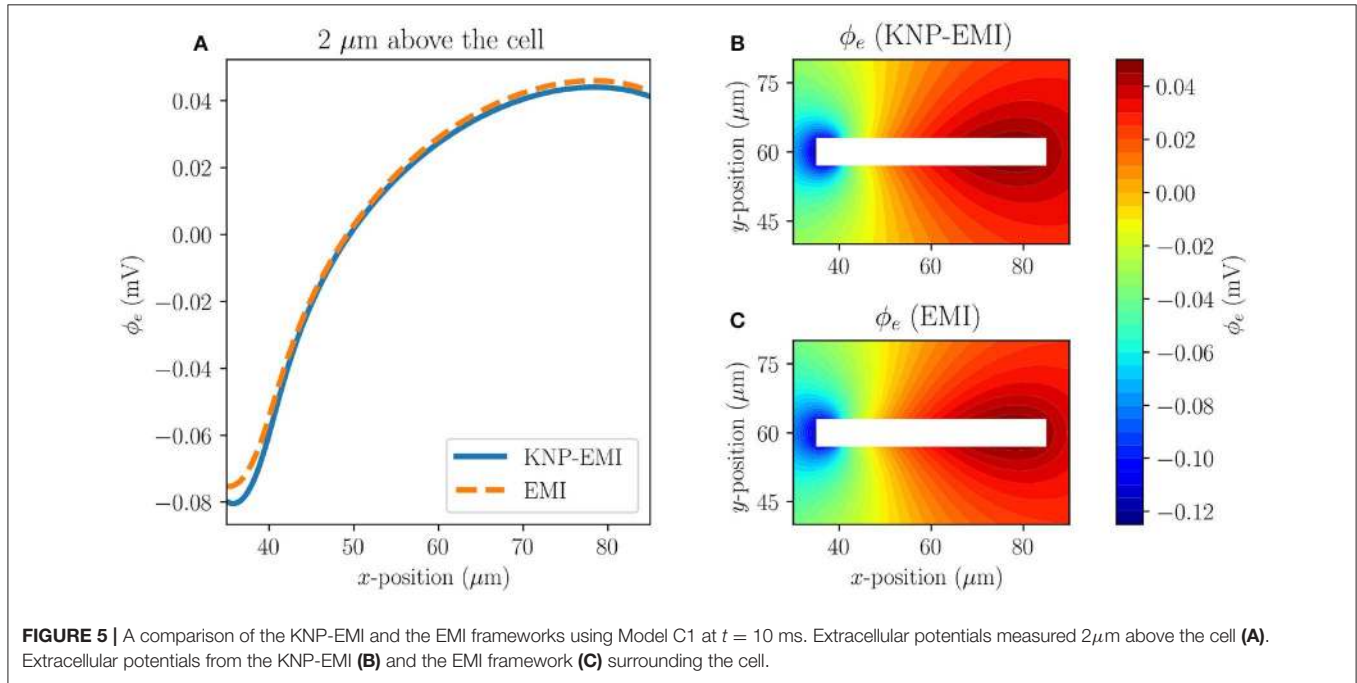 A
2 μm above the cell
0.04
0.02
0.00
−0.02
−0.04
−0.06
−0.08
ϕe (mV)
KNP-EMI
EMI
40 50 60 70 80
x-position (μm)
B
ϕe (KNP-EMI)
75
60
45
y-position (μm)
40 60 80
C
ϕe (EMI)
75
60
45
y-position (μm)
40 60 80
x-position (μm)
0.04
0.02
0.00
−0.02
−0.04
−0.06
−0.08
−0.10
−0.12
ϕe (mV)
FIGURE 5 | A comparison of the KNP-EMI and the EMI frameworks using Model C1 at t = 10 ms. Extracellular potentials measured 2μm above the cell (A).
Extracellular potentials from the KNP-EMI (B) and the EMI framework (C) surrounding the cell.